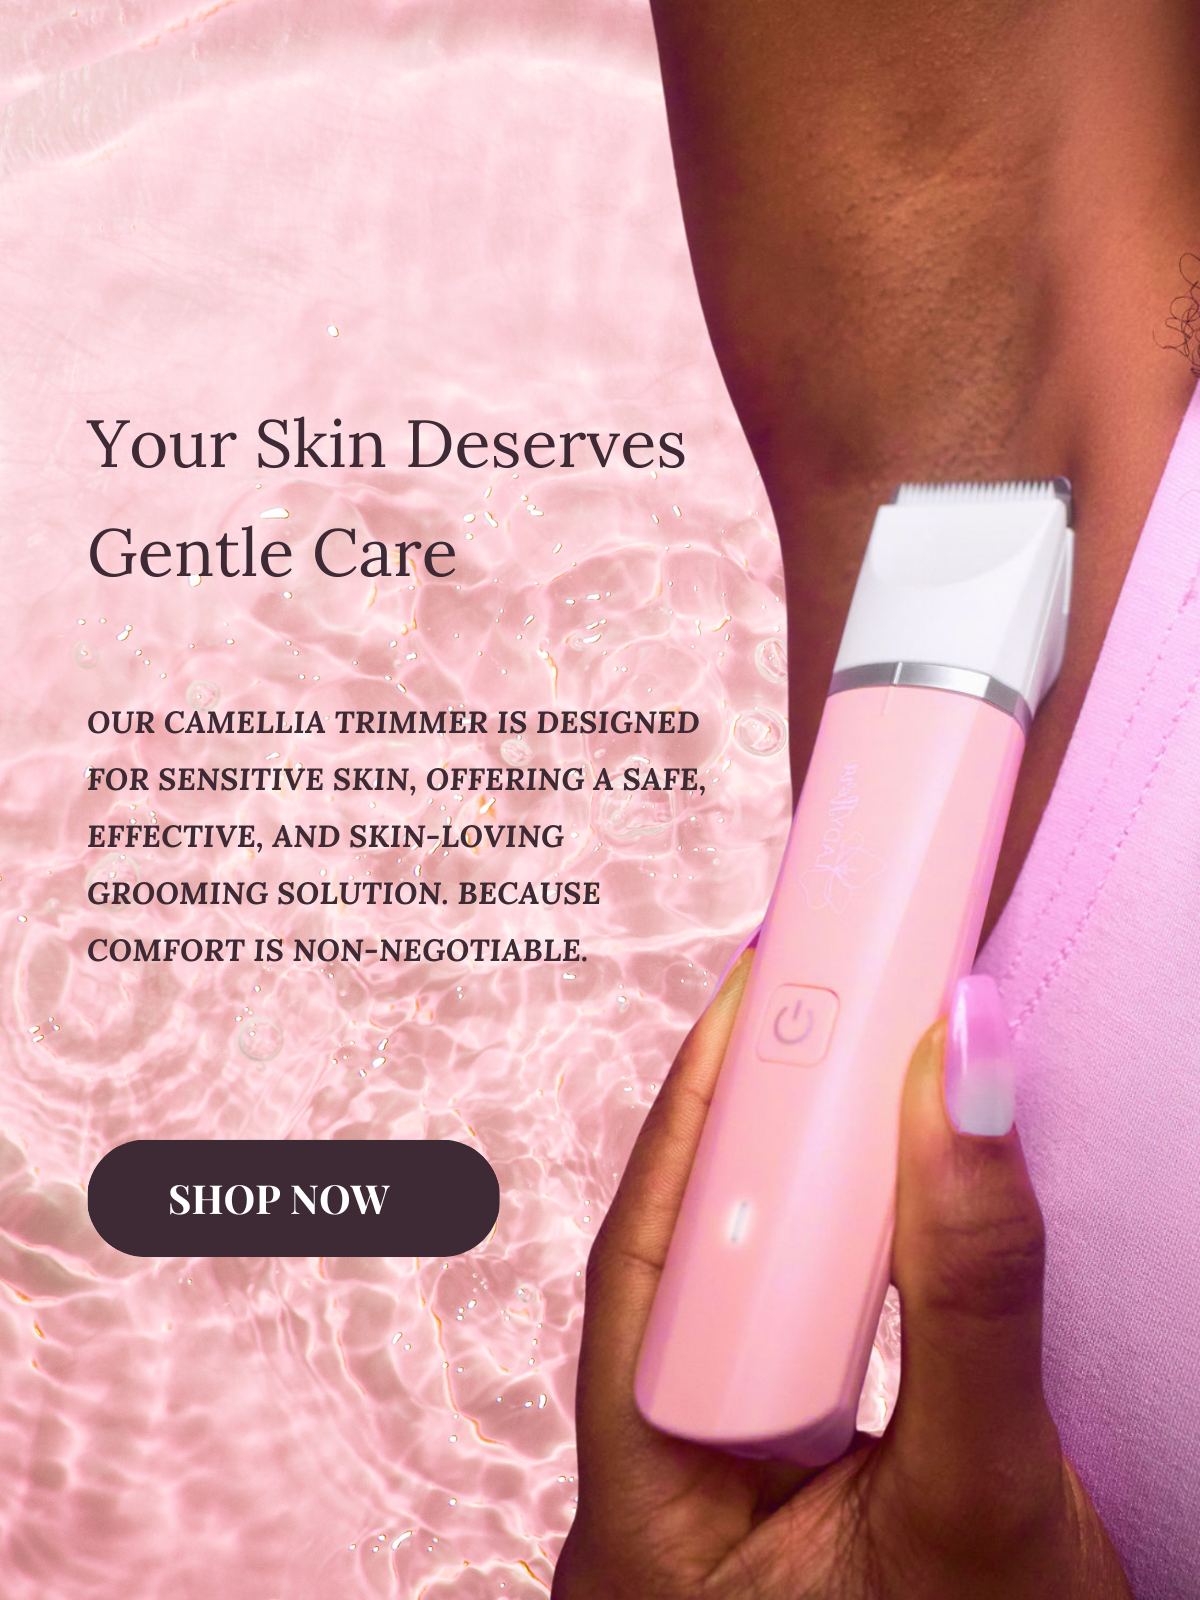 Your Skin Deserves
Gentle Care
OUR CAMELLIA TRIMMER IS DESIGNED
FOR SENSITIVE SKIN, OFFERING A SAFE,
EFFECTIVE, AND SKIN-LOVING
GROOMING SOLUTION. BECAUSE
COMFORT IS NON-NEGOTIABLE.
SHOP NOW